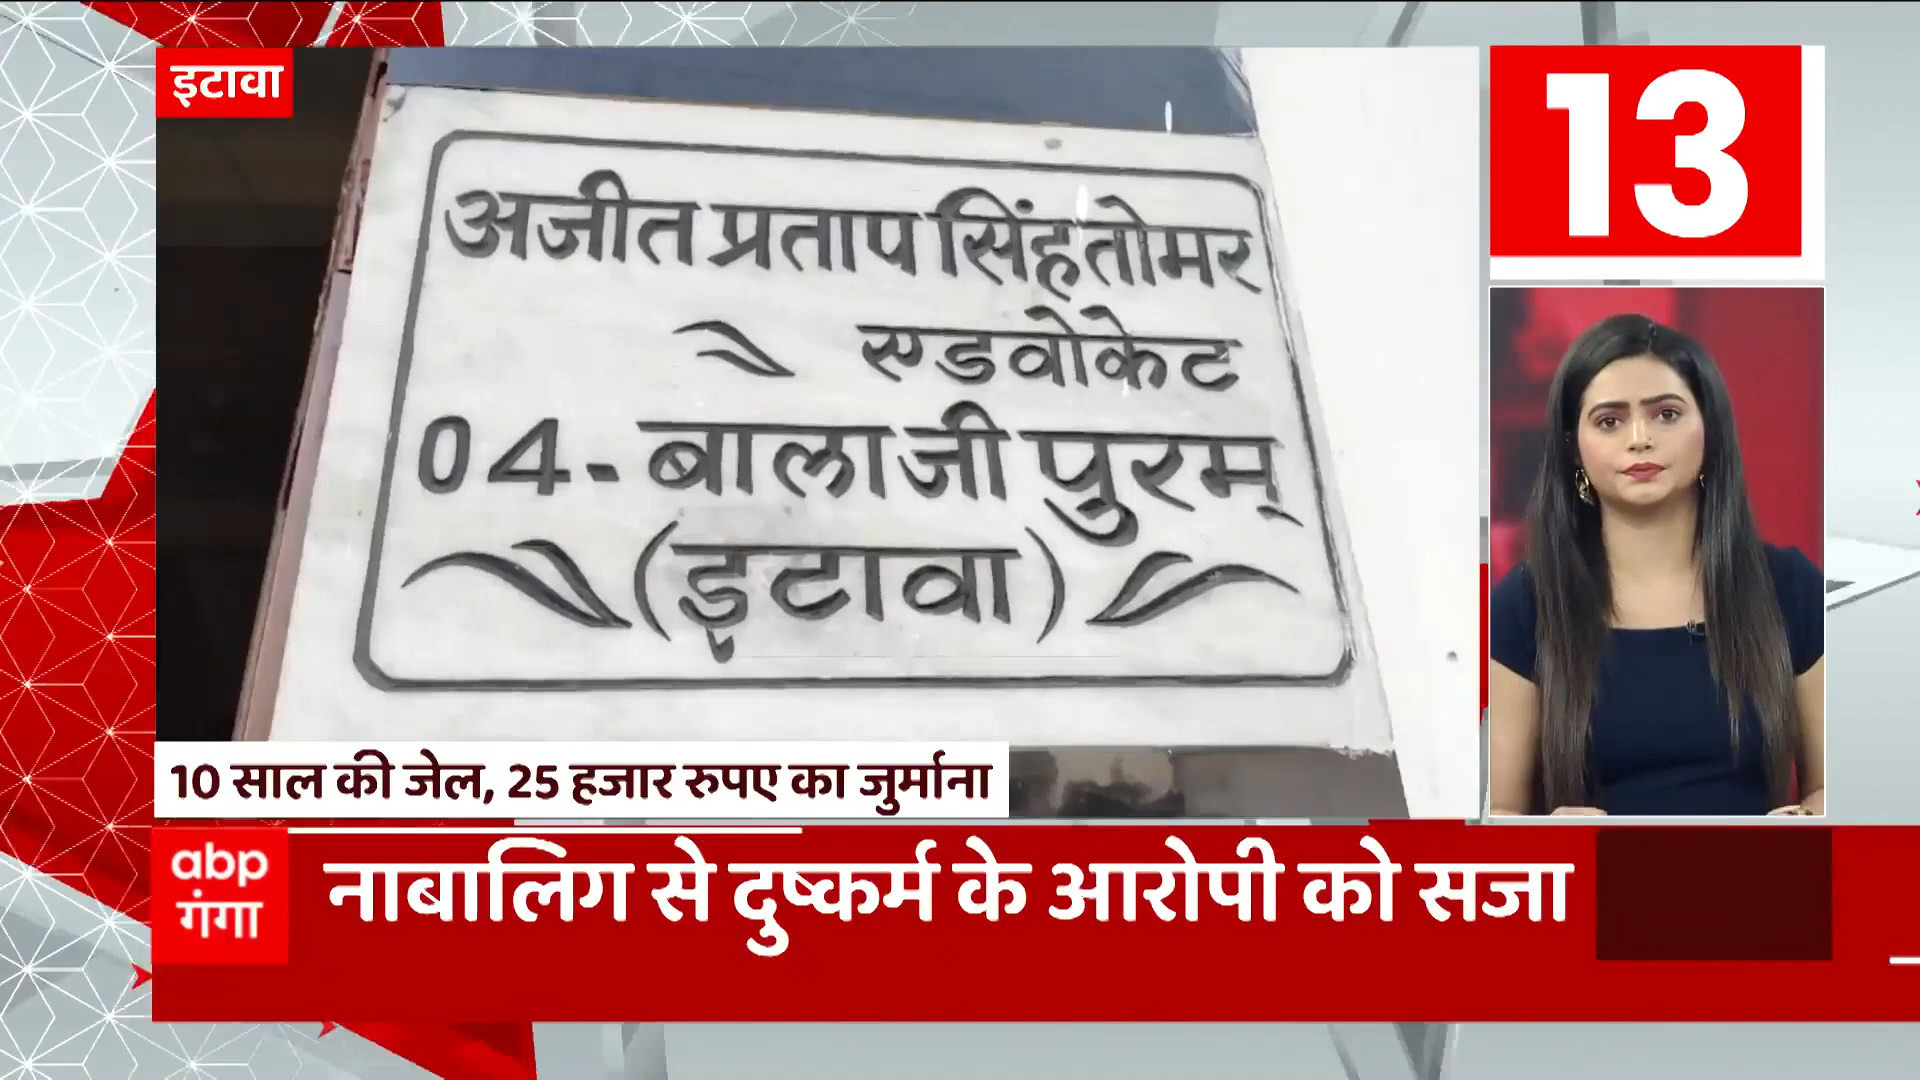 इटावा
13
अजीत प्रताप सिंह तोमर
एडवोकेट
04-बालाजी पुरम्
(इटावा)
10 साल की जेल, 25 हजार रुपए का जुर्माना
abp
गंगा
नाबालिग से दुष्कर्म के आरोपी को सजा